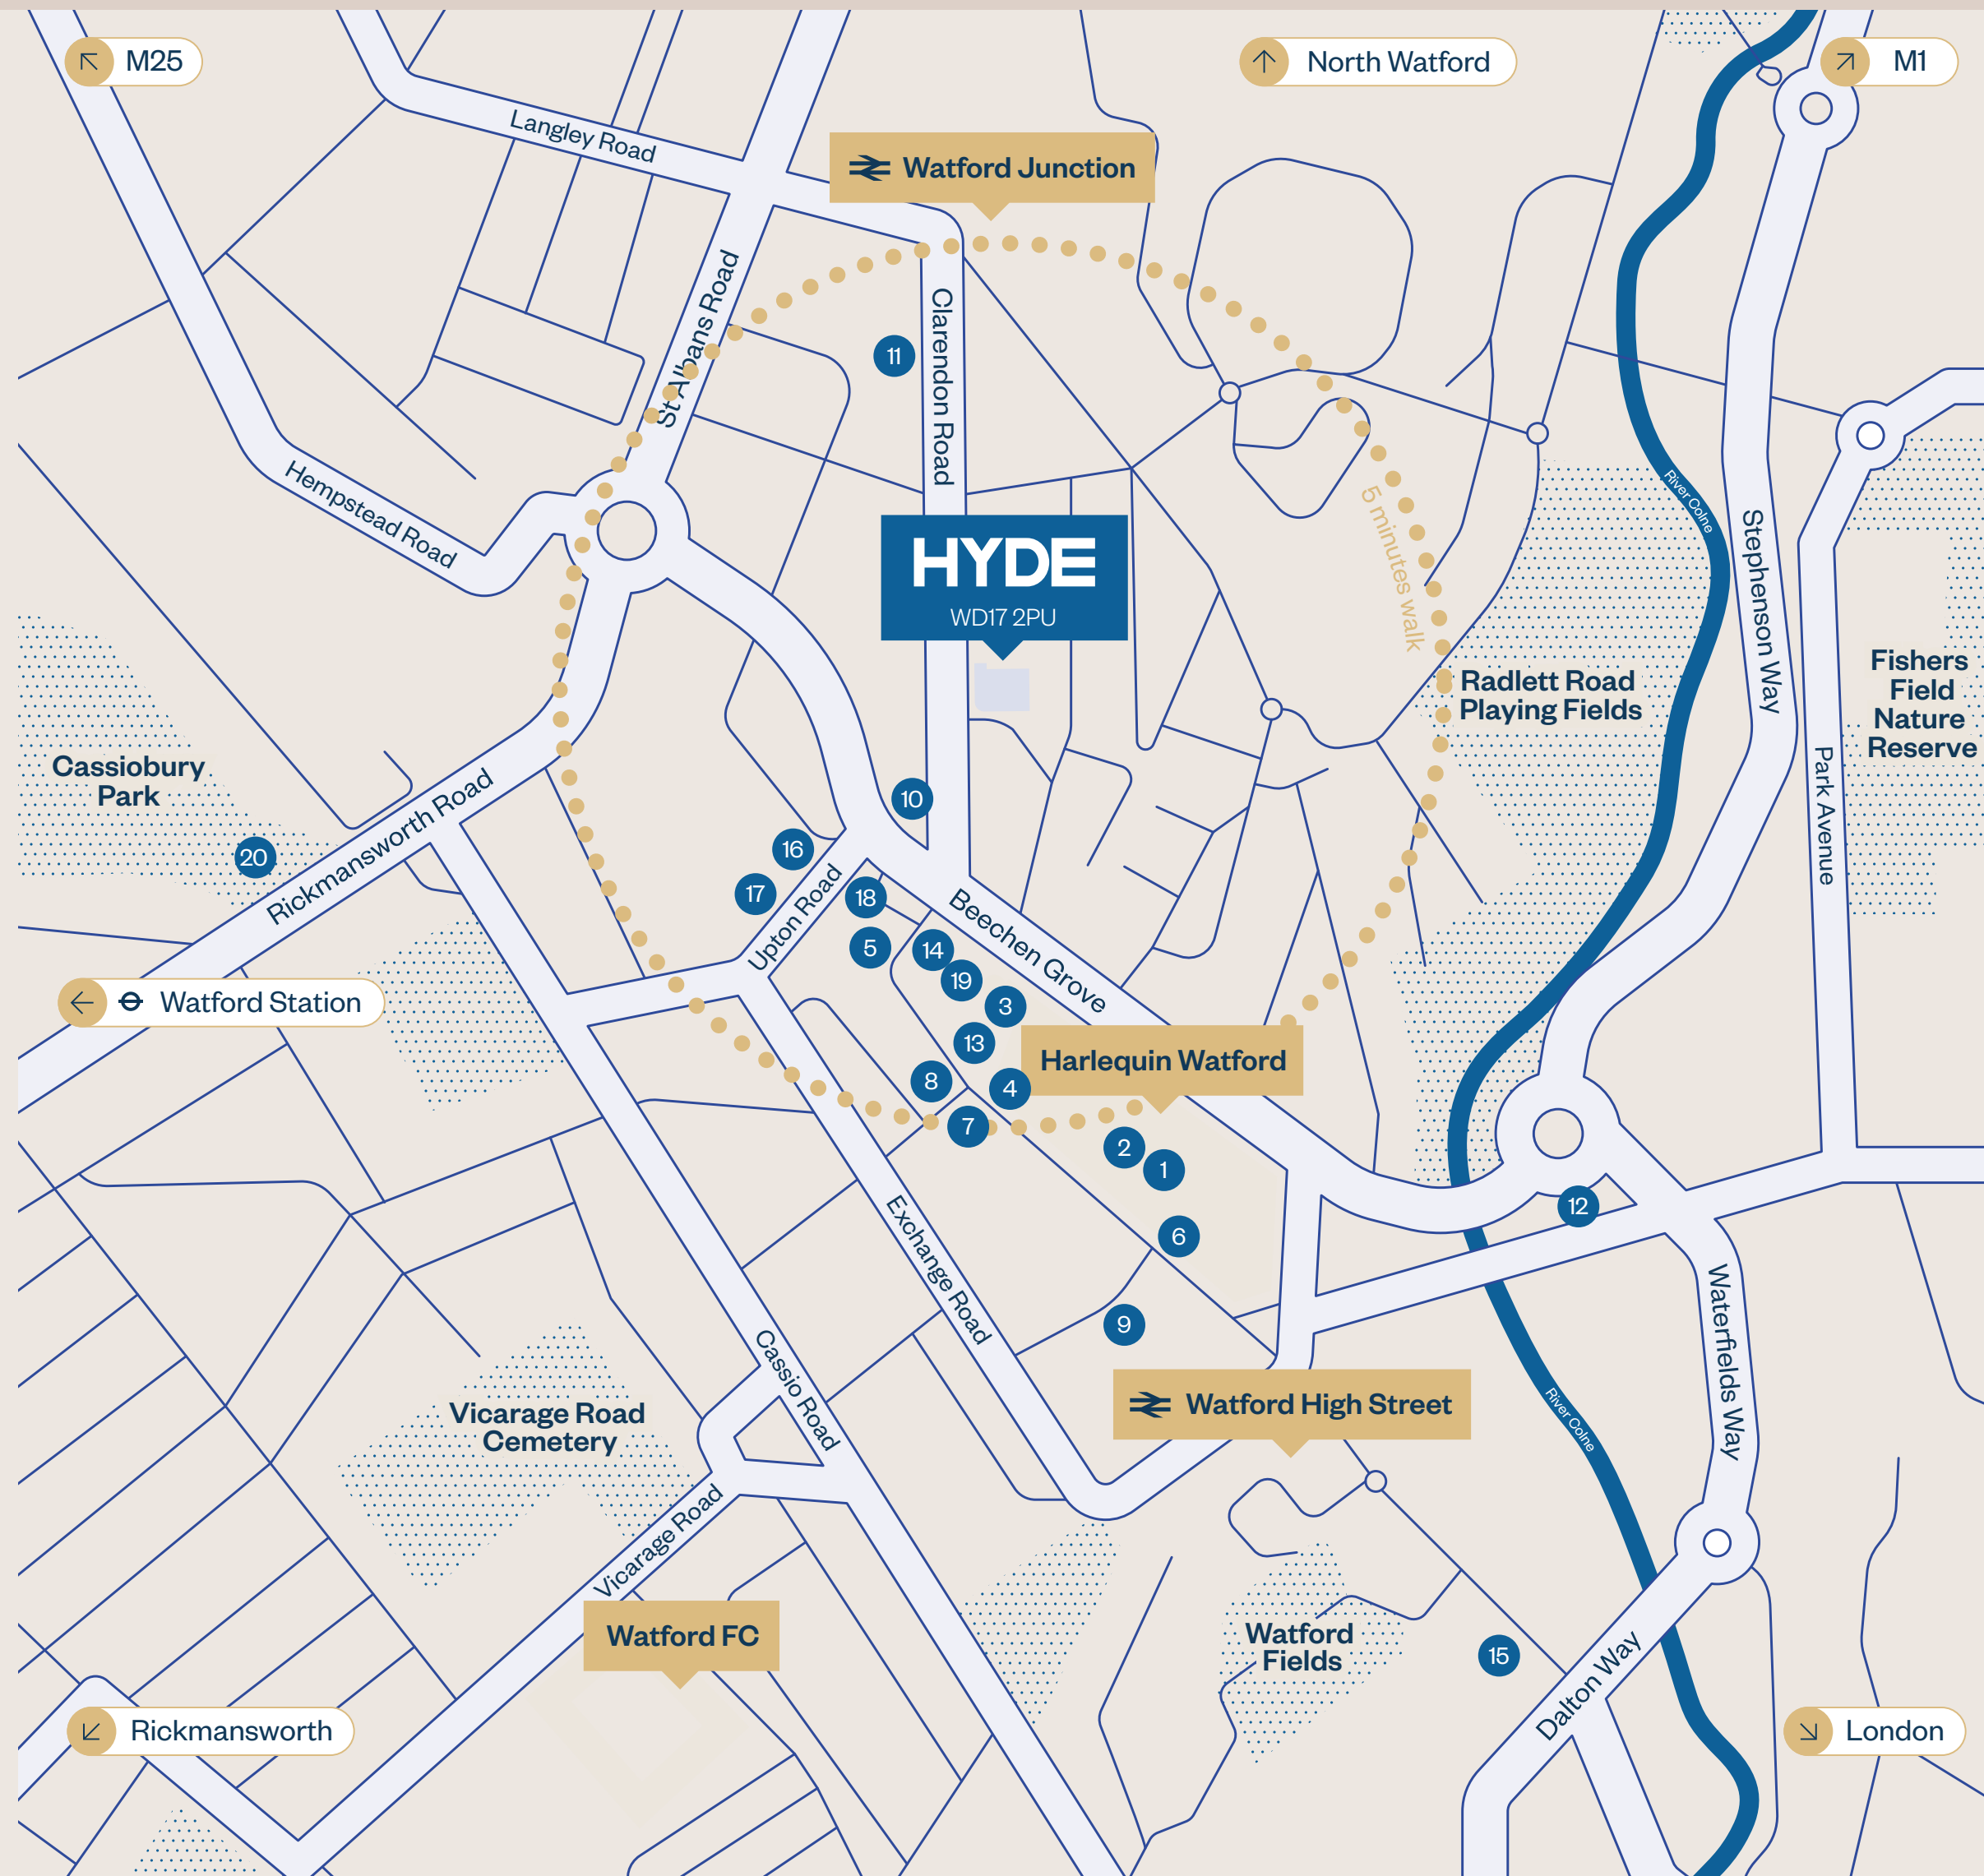 M25
North Watford
M1
Langley Road
Watford Junction
St Albans Road
Clarendon Road
11
Hempstead Road
5 minutes walk
River Colne
Stephenson Way
HYDE
WD17 2PU
Radlett Road
Playing Fields
Fishers
Field
Nature
Reserve
Cassiobury
Park
Park Avenue
20
Rickmansworth Road
10
16
17
18
Upton Road
Beechen Grove
5
14
19
3
Watford Station
13
Harlequin Watford
8
4
7
2
1
12
6
Exchange Road
9
Waterfields Way
Cassio Road
Watford High Street
River Colne
Vicarage Road
Cemetery
Vicarage Road
Watford FC
Watford
Fields
15
Dalton Way
Rickmansworth
London